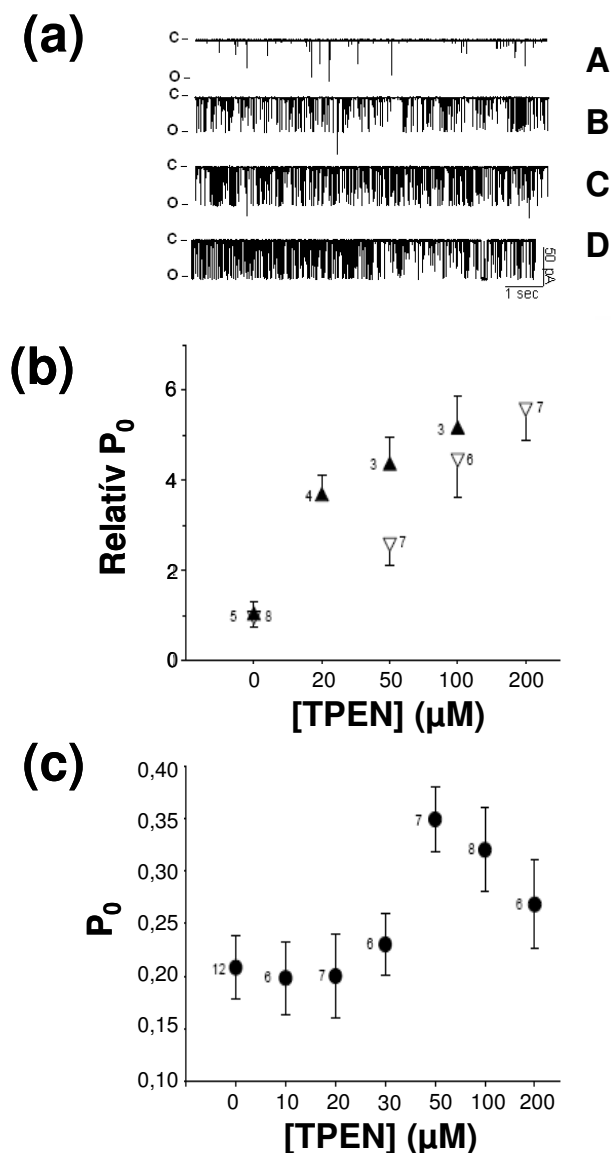 (a)
C –
O –
A
C –
O –
B
C –
O –
C
C –
O –
D
50 pA
1 sec
(b)
Relatív P0
6
4
2
0
5
8
4
3
7
3
6
7
0 20 50 100 200
[TPEN] (µM)
(c)
P0
0,40
0,35
0,30
0,25
0,20
0,15
0,10
12
6
7
6
7
8
6
0 10 20 30 50 100 200
[TPEN] (µM)